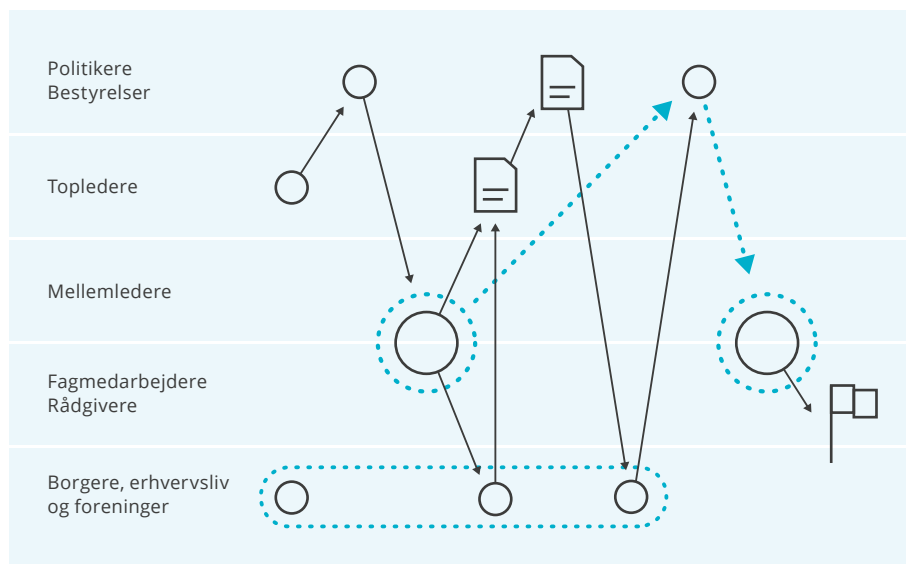 Politikere
Bestyrelser
Topledere
Mellemledere
Fagmedarbejdere
Rådgivere
Borgere, erhvervsliv
og foreninger